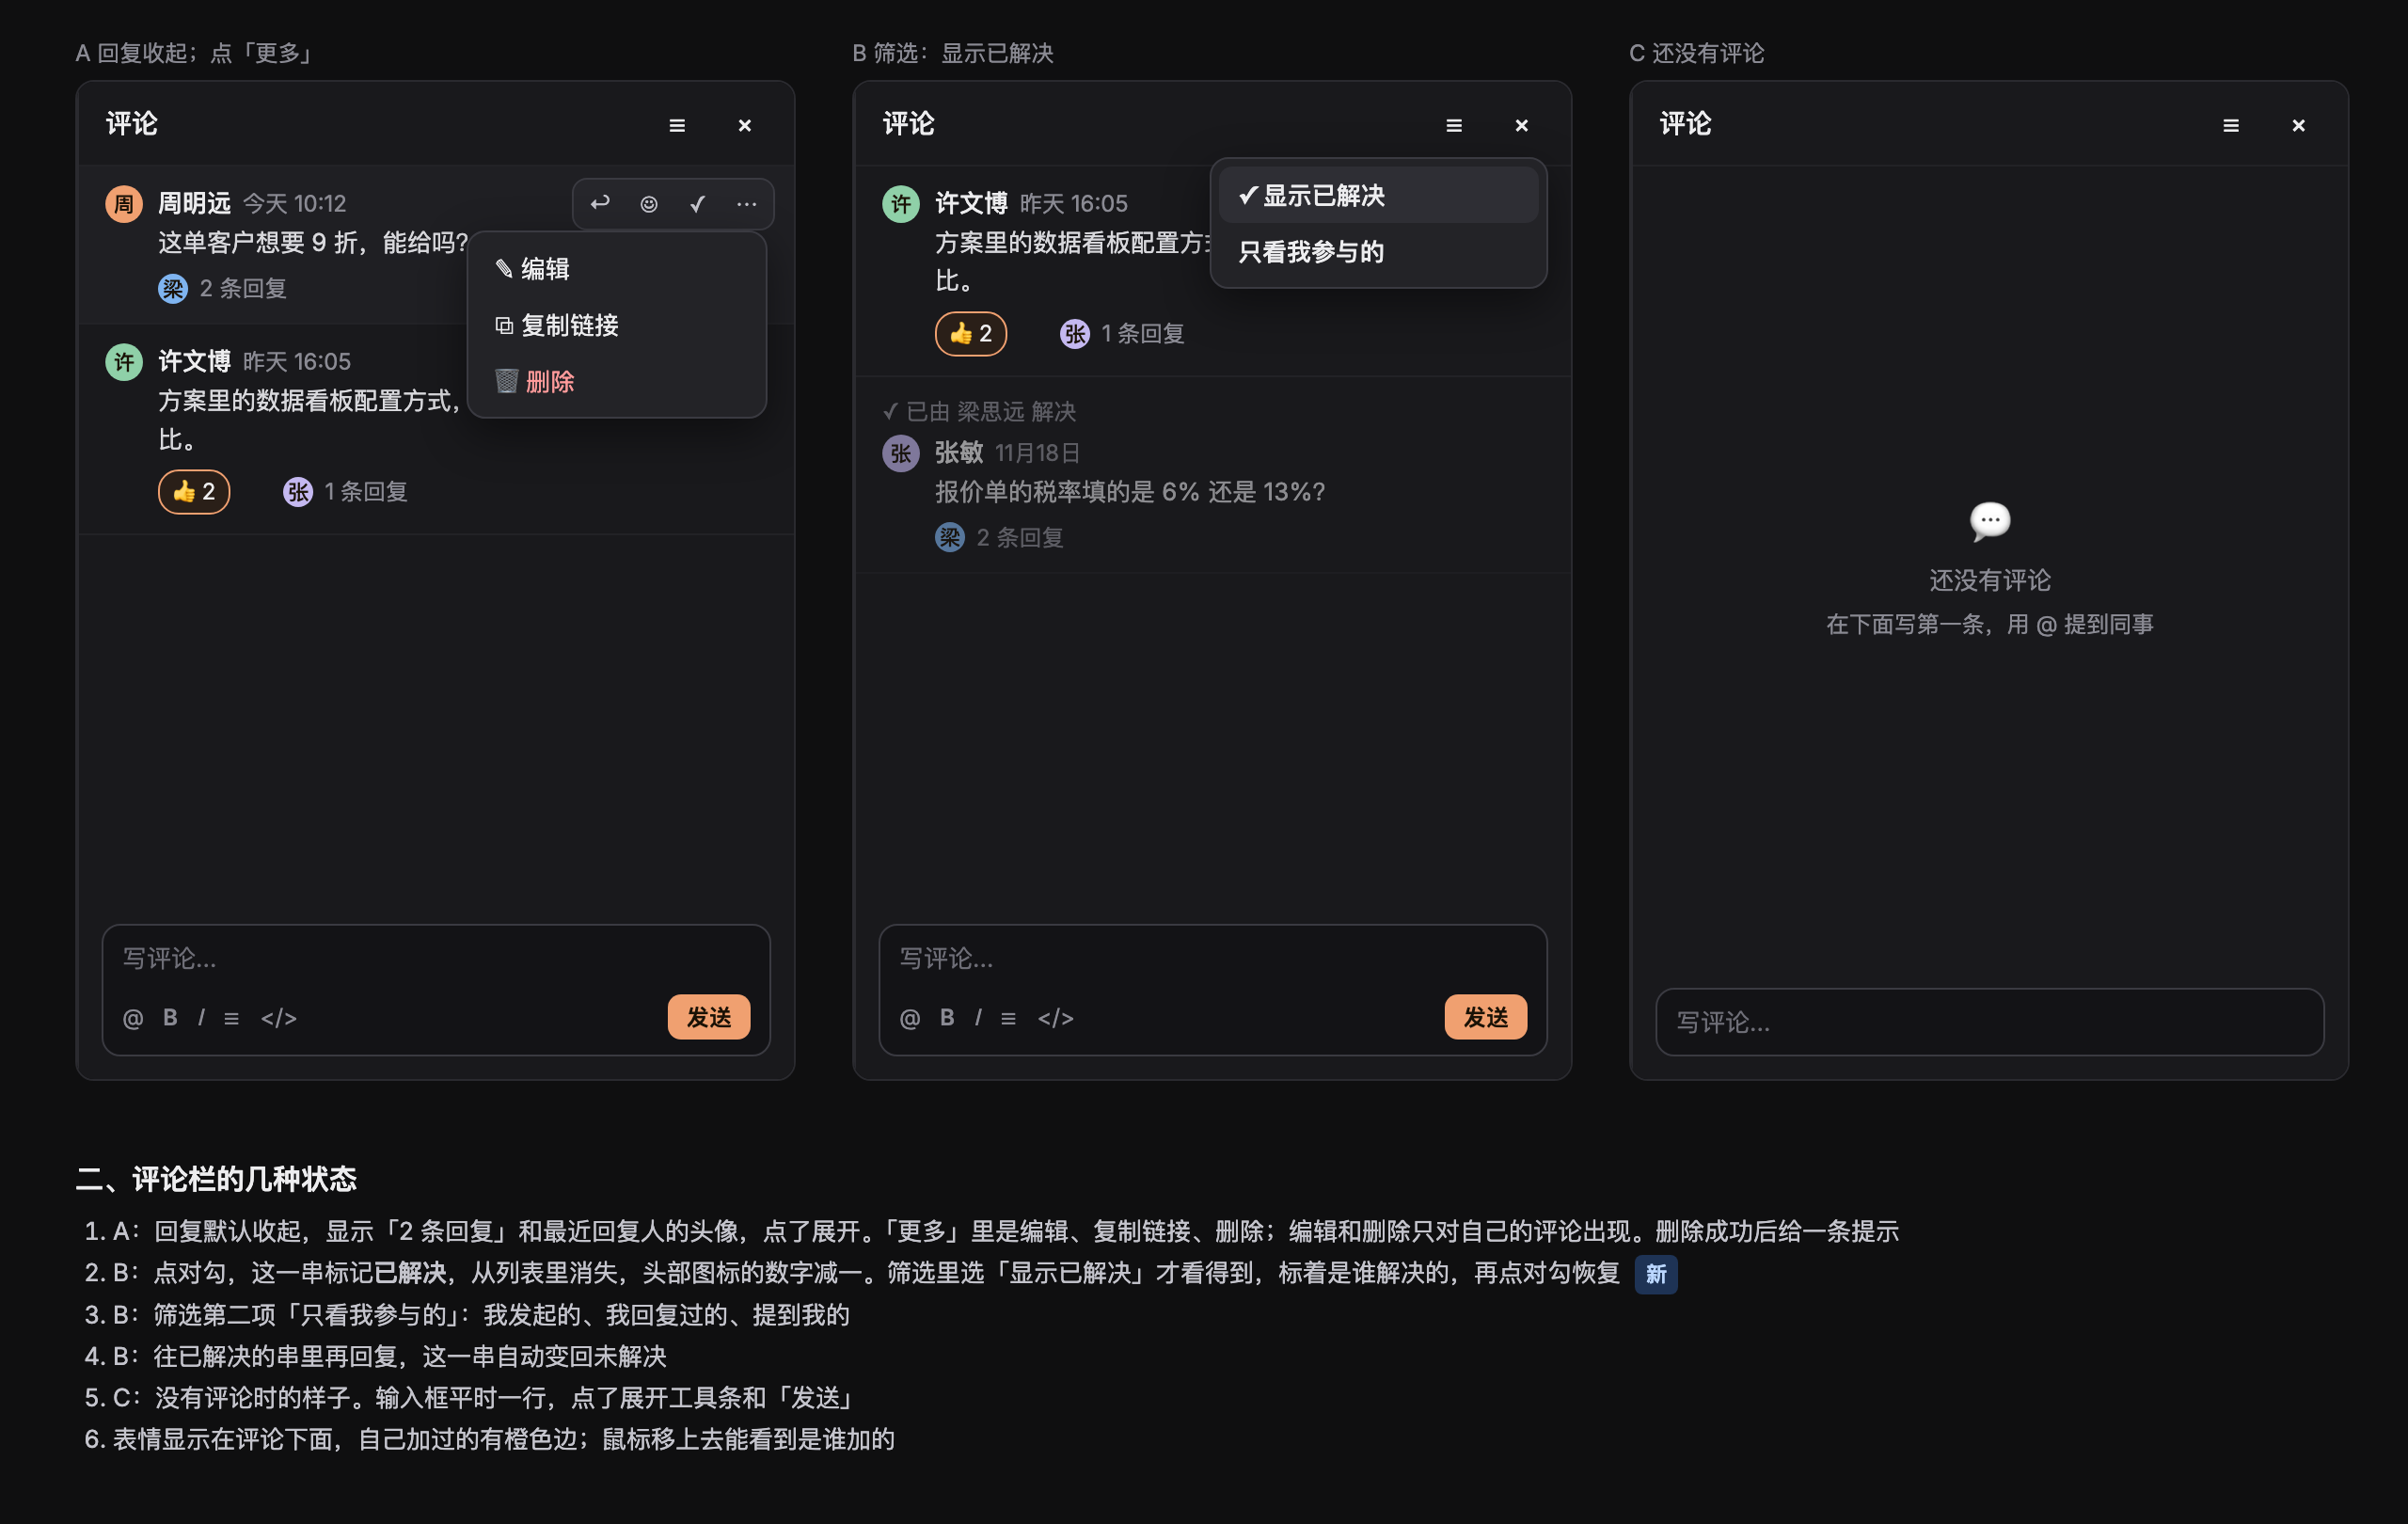 A 回复收起；点「更多」
评论
周 周明远 今天 10:12
这单客户想要 9 折，能给吗？
梁 2 条回复
编辑
复制链接
删除
许 许文博 昨天 16:05
方案里的数据看板配置方式，
比。
👍 2 张 1 条回复
写评论...
@ B I ≡ </> 发送
B 筛选：显示已解决
评论
✓显示已解决
只看我参与的
许 许文博 昨天 16:05
方案里的数据看板配置方
比。
👍 2 张 1 条回复
✓ 已由 梁思远 解决
张 张敏 11月18日
报价单的税率填的是 6% 还是 13%？
梁 2 条回复
写评论...
@ B I ≡ </> 发送
C 还没有评论
评论
还没有评论
在下面写第一条，用 @ 提到同事
写评论...
二、评论栏的几种状态
1. A：回复默认收起，显示「2 条回复」和最近回复人的头像，点了展开。「更多」里是编辑、复制链接、删除；编辑和删除只对自己的评论出现。删除成功后给一条提示
2. B：点对勾，这一串标记已解决，从列表里消失，头部图标的数字减一。筛选里选「显示已解决」才看得到，标着是谁解决的，再点对勾恢复 新
3. B：筛选第二项「只看我参与的」：我发起的、我回复过的、提到我的
4. B：往已解决的串里再回复，这一串自动变回未解决
5. C：没有评论时的样子。输入框平时一行，点了展开工具条和「发送」
6. 表情显示在评论下面，自己加过的有橙色边；鼠标移上去能看到是谁加的